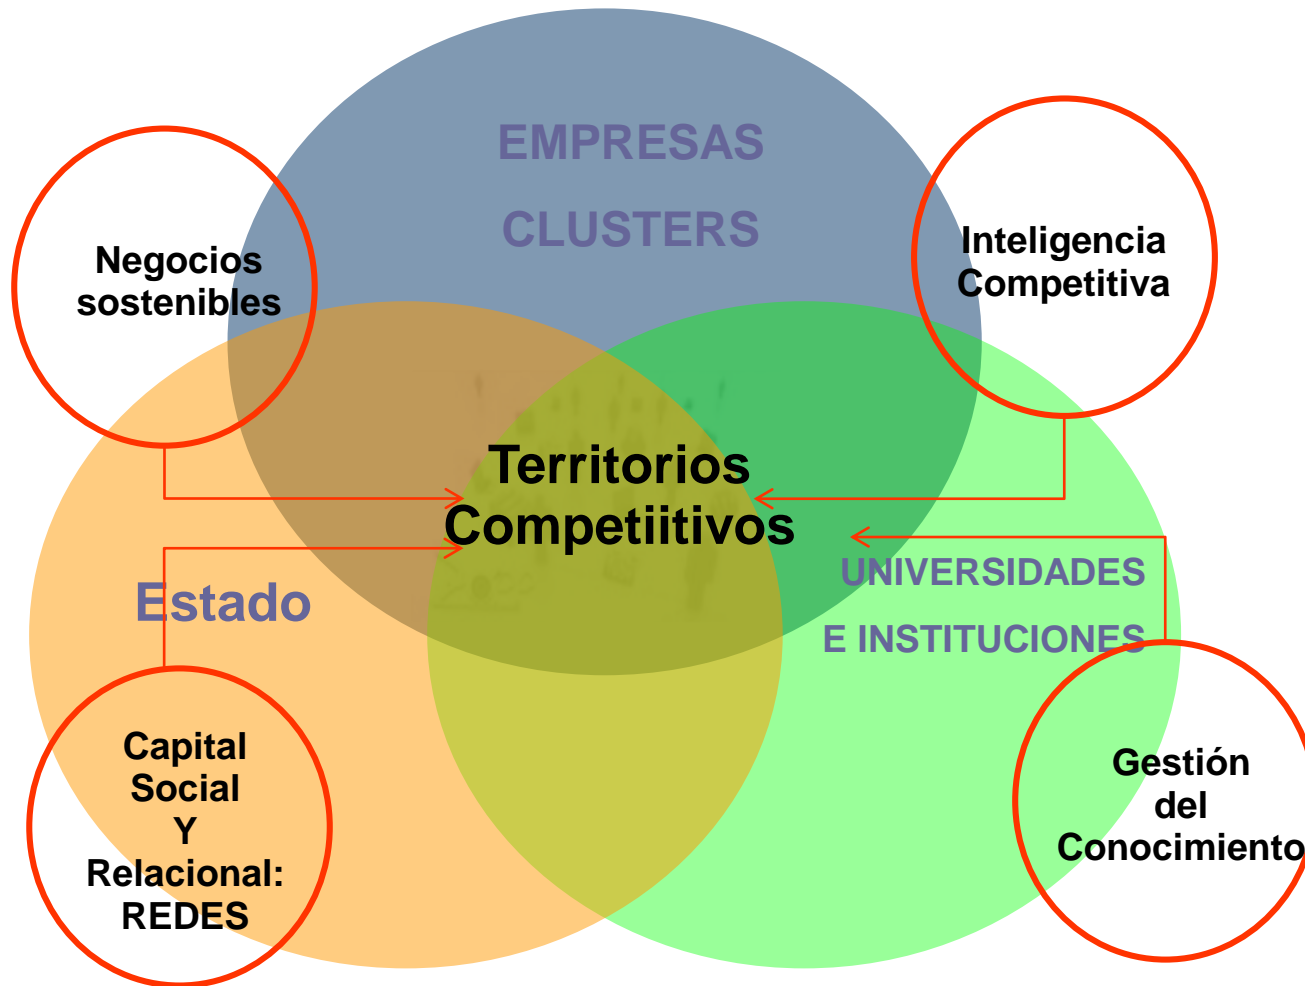 EMPRESAS
CLUSTERS
Negocios
sostenibles
Inteligencia
Competitiva
Territorios
Competiitivos
Estado
UNIVERSIDADES
E INSTITUCIONES
Capital
Social
Y
Relacional:
REDES
Gestión
del
Conocimiento